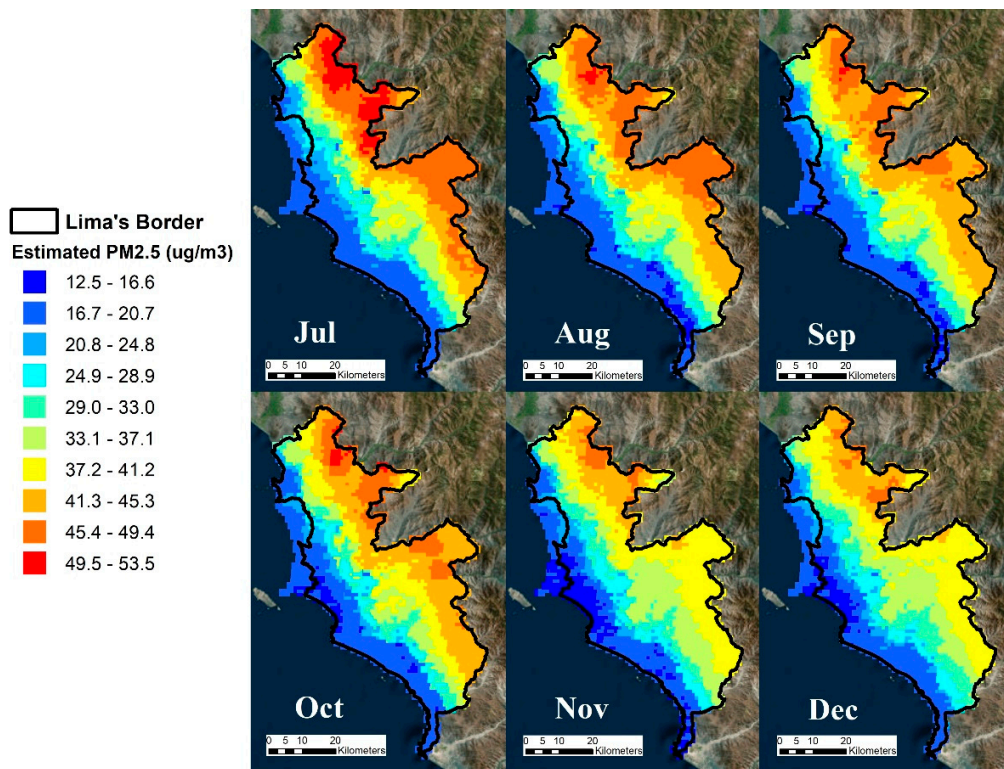 Lima's Border
Estimated PM2.5 (ug/m3)
12.5 - 16.6
16.7 - 20.7
20.8 - 24.8
24.9 - 28.9
29.0 - 33.0
33.1 - 37.1
37.2 - 41.2
41.3 - 45.3
45.4 - 49.4
49.5 - 53.5
Jul
0 5 10 20
Kilometers
Aug
0 5 10 20
Kilometers
Sep
0 5 10 20
Kilometers
Oct
0 5 10 20
Kilometers
Nov
0 5 10 20
Kilometers
Dec
0 5 10 20
Kilometers